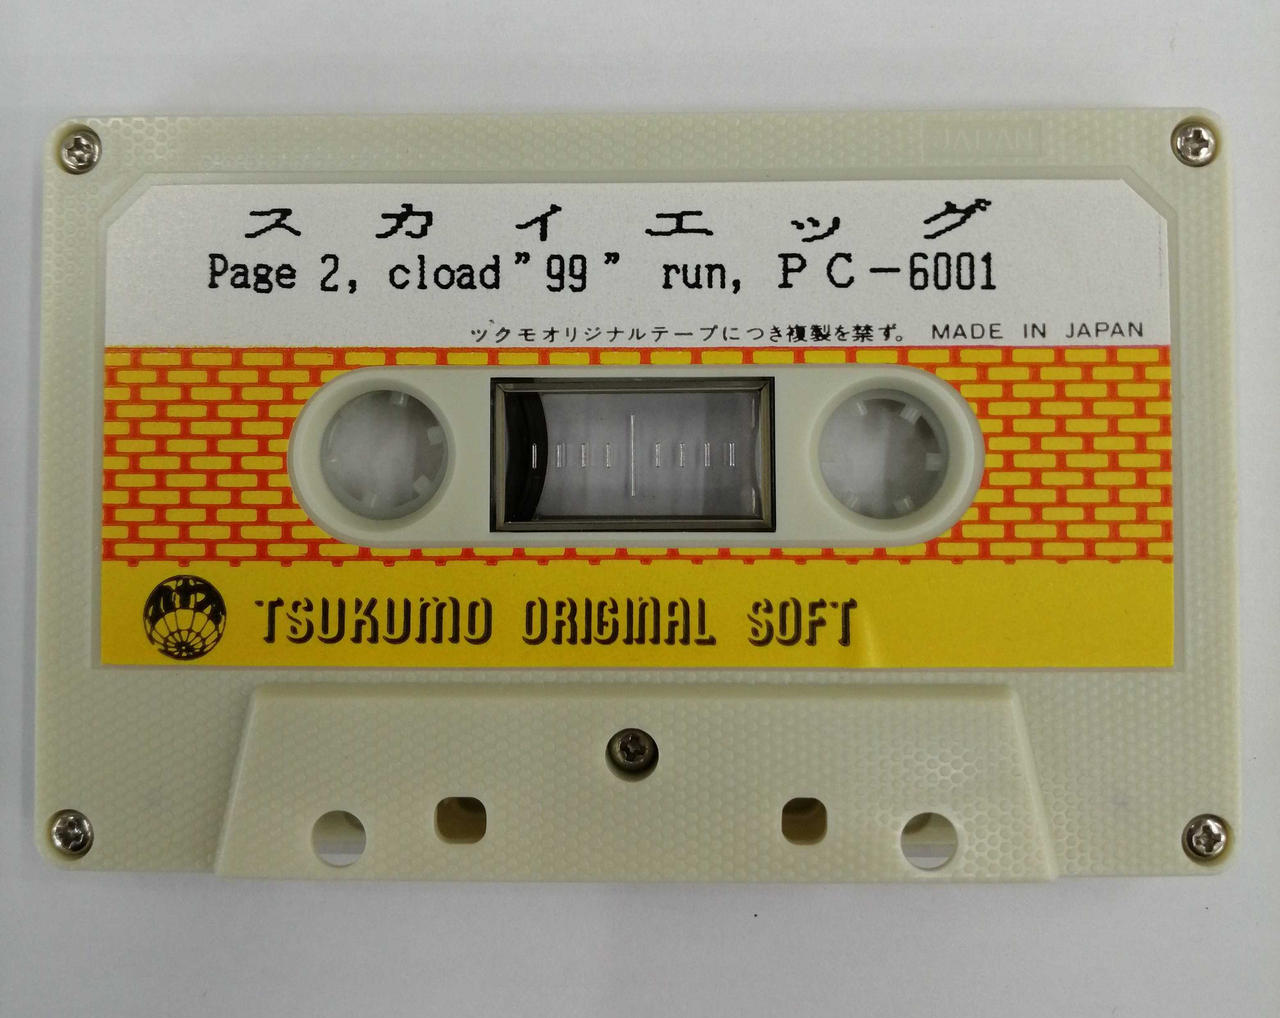 JAPAN
スカイエッグ
Page 2, cload"99" run, PC-6001
ツクモオリジナルテープにつき複製を禁ず。 MADE IN JAPAN
TSUKUMO ORIGINAL SOFT